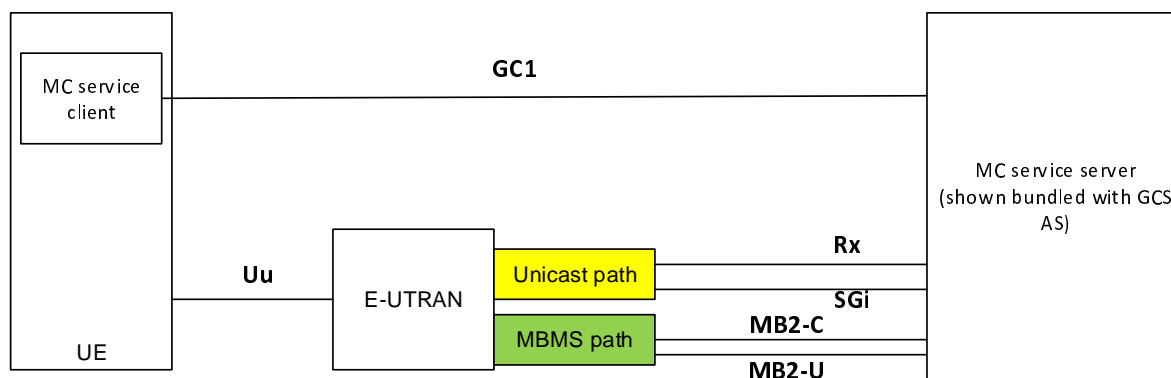 GC1
MC service
client
MC service server
(shown bundled with GCS
AS)
Rx
Uu
Unicast path
E-UTRAN
SGi
MB2-C
MBMS path
UE
MB2-U